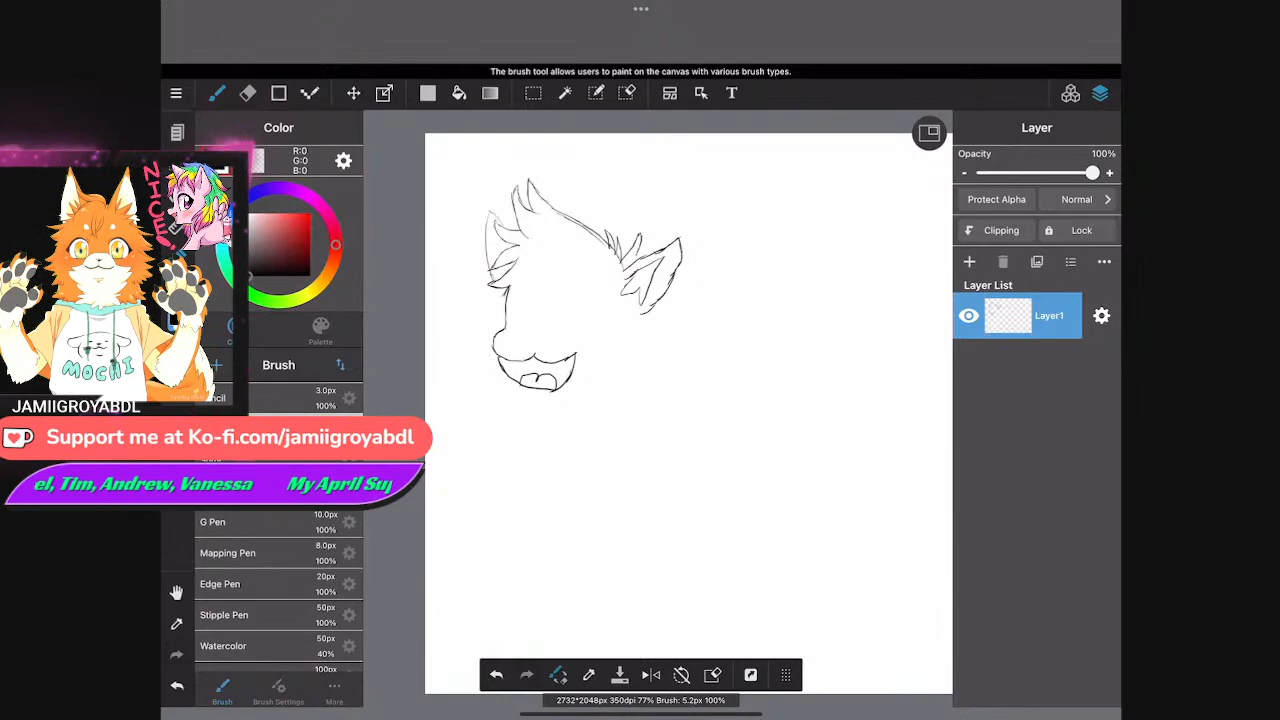 The brush tool allows users to paint on the canvas with various brush types.
T
Color
R:0
G:0
B:0
NICE!
MOCHI
JAMIIGROYABDL
Support me at Ko-fi.com/jamiigroyabdl
el, Tim, Andrew, Vanessa My April Su
Palette
Brush
3.0px
100%
G Pen
10.0px
100%
Mapping Pen
8.0px
100%
Edge Pen
20px
100%
Stipple Pen
50px
100%
Watercolor
50px
40%
100px
Brush
Brush Settings
More
2732*2048px 350dpi 77% Brush: 5.2px 100%
Layer
Opacity
100%
- +
Protect Alpha
Normal
Clipping
Lock
Layer List
Layer1